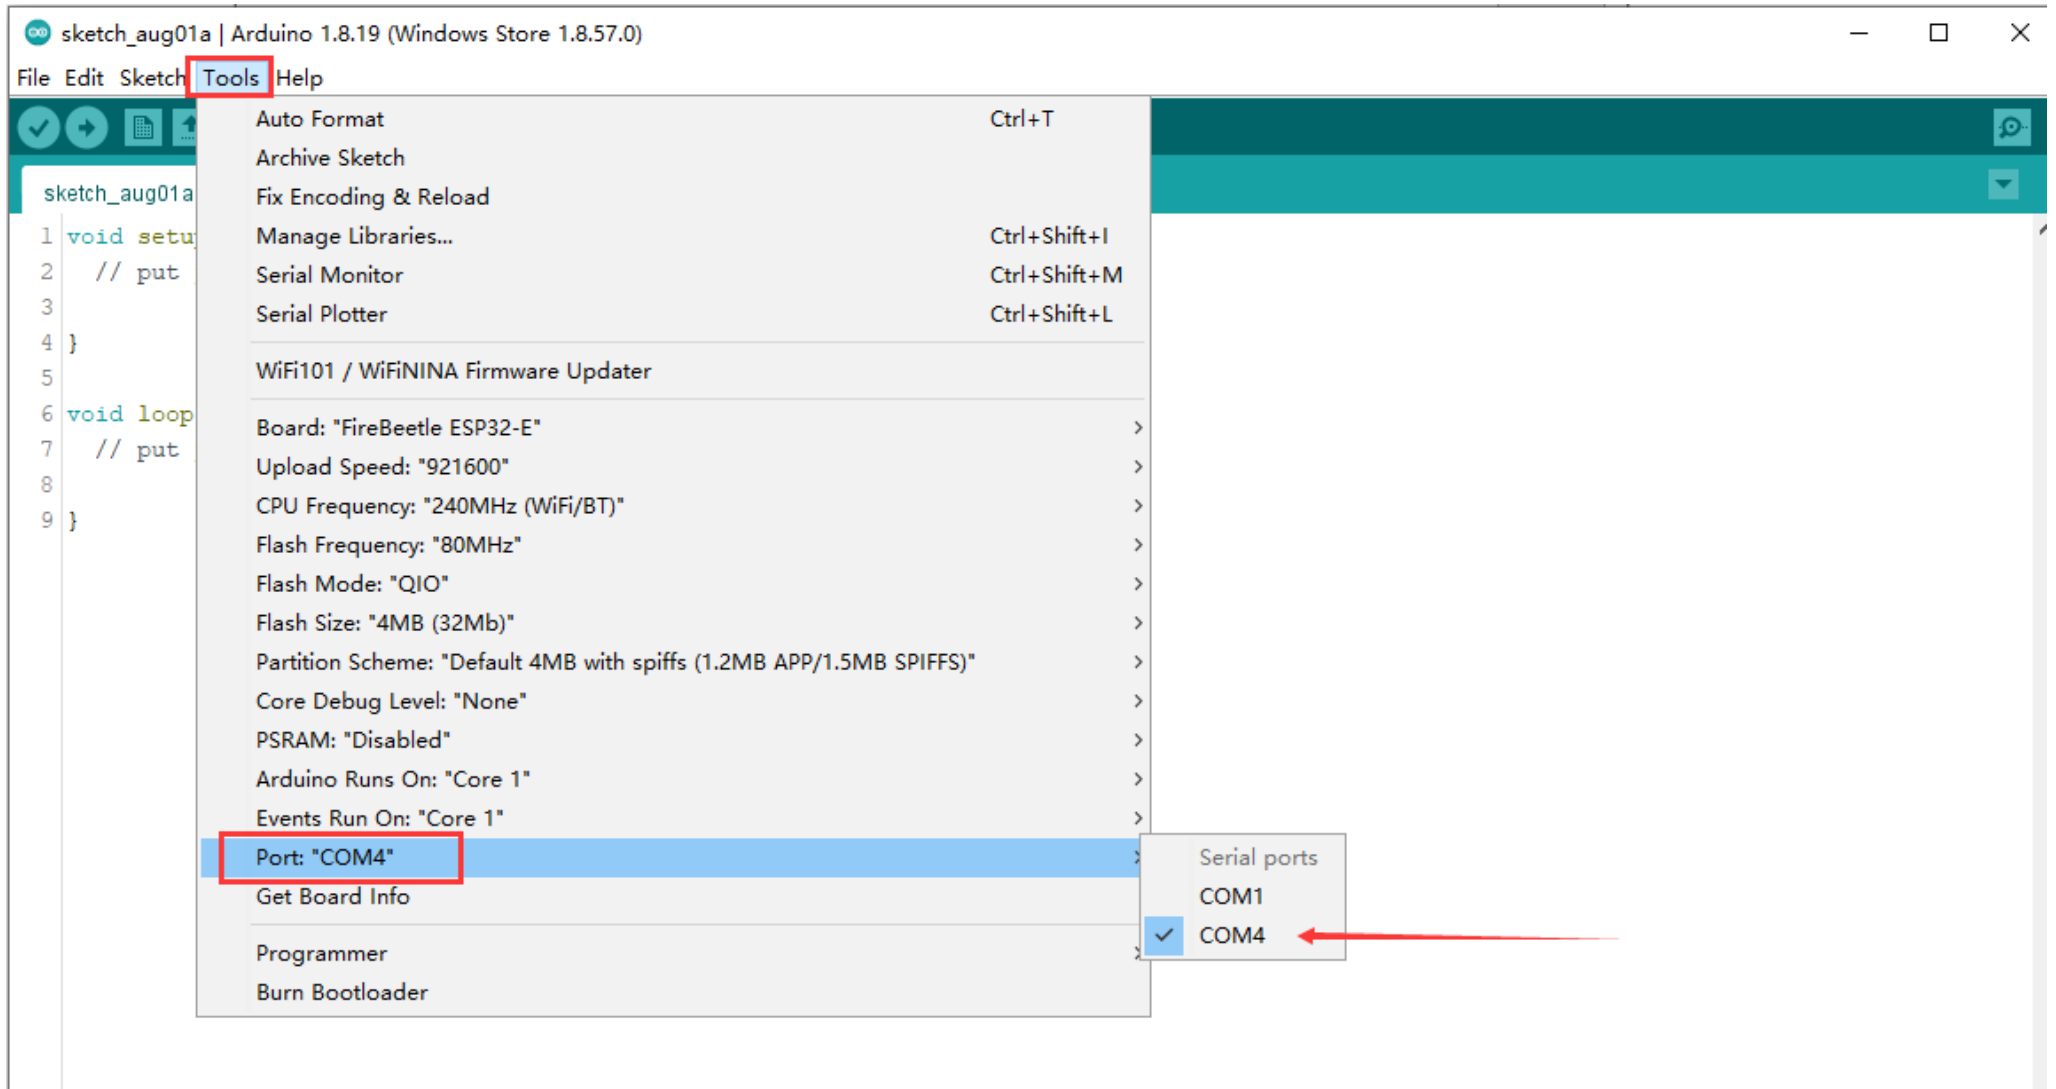 sketch_aug01a | Arduino 1.8.19 (Windows Store 1.8.57.0)
File Edit Sketch Tools Help
Auto Format Ctrl+T
Archive Sketch
sketch_aug01a
Fix Encoding & Reload
1 void setu
Manage Libraries... Ctrl+Shift+I
2 // put
Serial Monitor Ctrl+Shift+M
3
Serial Plotter Ctrl+Shift+L
4 }
WiFi101 / WiFiNINA Firmware Updater
5
6 void loop
Board: "FireBeetle ESP32-E"
7 // put
Upload Speed: "921600"
8
CPU Frequency: "240MHz (WiFi/BT)"
9 }
Flash Frequency: "80MHz"
Flash Mode: "QIO"
Flash Size: "4MB (32Mb)"
Partition Scheme: "Default 4MB with spiffs (1.2MB APP/1.5MB SPIFFS)"
Core Debug Level: "None"
PSRAM: "Disabled"
Arduino Runs On: "Core 1"
Events Run On: "Core 1"
Port: "COM4"
Serial ports
Get Board Info
COM1
COM4
Programmer
Burn Bootloader